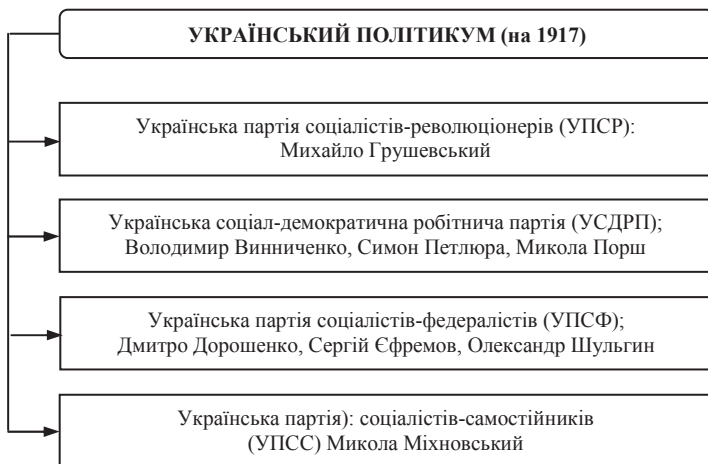 УКРАЇНСЬКИЙ ПОЛІТИКУМ (на 1917)
Українська партія соціалістів-революціонерів (УПСР):
Михайло Грушевський
Українська соціал-демократична робітнича партія (УСДРП);
Володимир Винниченко, Симон Петлюра, Микола Порш
Українська партія соціалістів-федералістів (УПСФ);
Дмитро Дорошенко, Сергій Єфремов, Олександр Шульгин
Українська партія): соціалістів-самостійників
(УПСС) Микола Міхновський